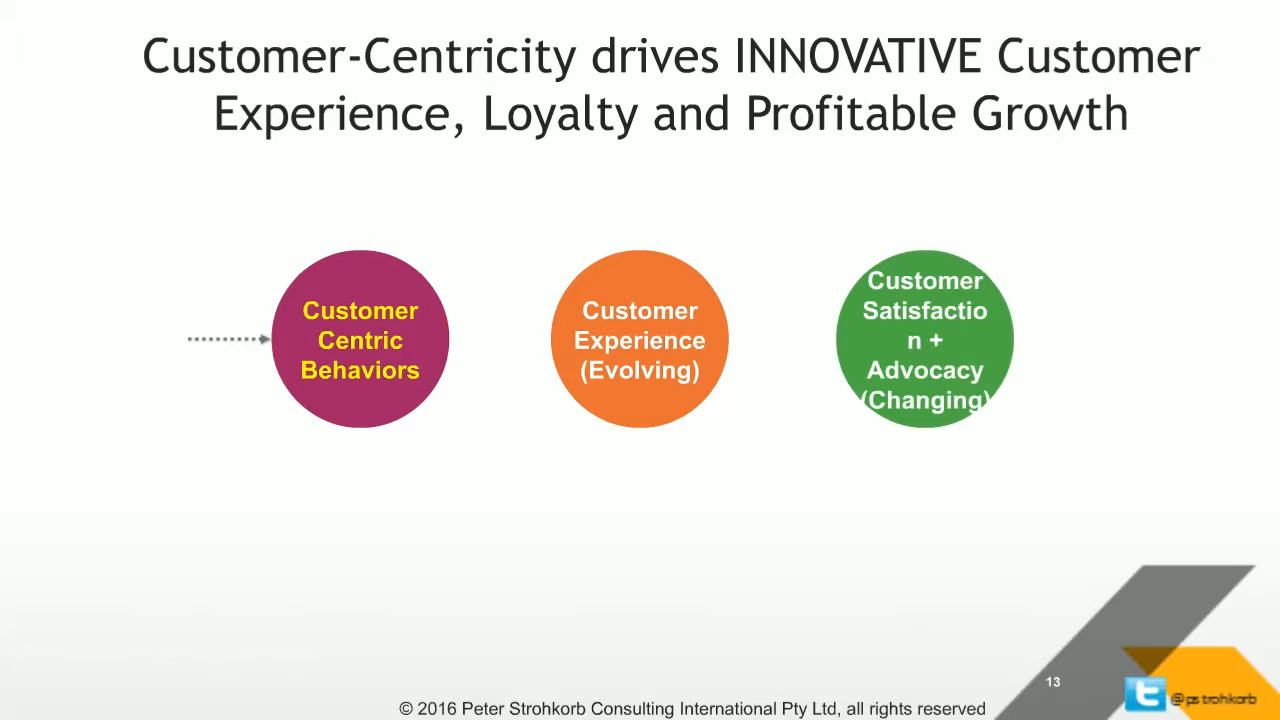 Customer-Centricity drives INNOVATIVE Customer
Experience, Loyalty and Profitable Growth
Customer
Centric
Behaviors
Customer
Experience
(Evolving)
Customer
Satisfactio
n +
Advocacy
(Changing)
13
@pstrohkorb
© 2016 Peter Strohkorb Consulting International Pty Ltd, all rights reserved